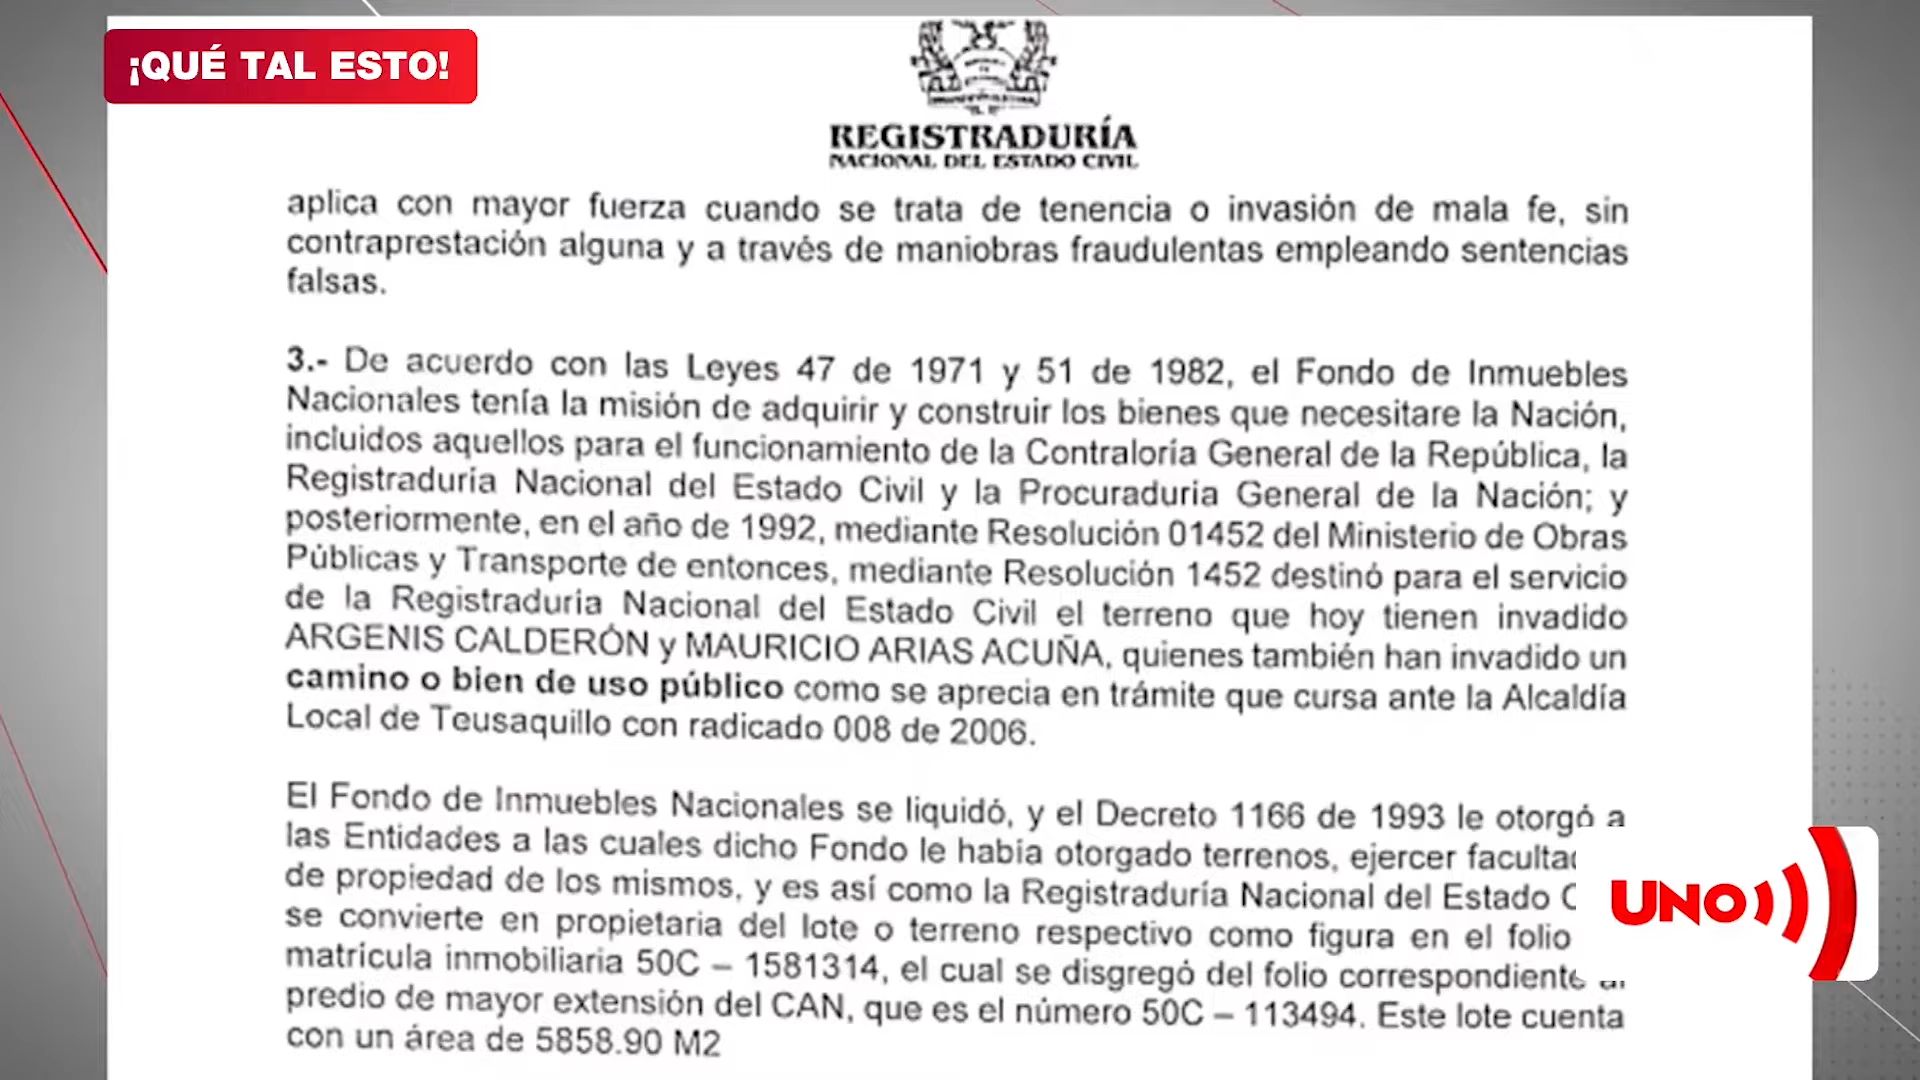 ¡QUÉ TAL ESTO!
REGISTRADURÍA
NACIONAL DEL ESTADO CIVIL
aplica con mayor fuerza cuando se trata de tenencia o invasión de mala fe, sin
contraprestación alguna y a través de maniobras fraudulentas empleando sentencias
falsas.
3.- De acuerdo con las Leyes 47 de 1971 y 51 de 1982, el Fondo de Inmuebles
Nacionales tenía la misión de adquirir y construir los bienes que necesitare la Nación,
incluidos aquellos para el funcionamiento de la Contraloría General de la República, la
Registraduría Nacional del Estado Civil y la Procuraduria General de la Nación; y
posteriormente, en el año de 1992, mediante Resolución 01452 del Ministerio de Obras
Públicas y Transporte de entonces, mediante Resolución 1452 destinó para el servicio
de la Registraduría Nacional del Estado Civil el terreno que hoy tienen invadido
ARGENIS CALDERÓN y MAURICIO ARIAS ACUÑA, quienes también han invadido un
camino o bien de uso público como se aprecia en trámite que cursa ante la Alcaldía
Local de Teusaquillo con radicado 008 de 2006.
El Fondo de Inmuebles Nacionales se liquidó, y el Decreto 1166 de 1993 le otorgó a
las Entidades a las cuales dicho Fondo le había otorgado terrenos, ejercer facultad
de propiedad de los mismos, y es así como la Registraduría Nacional del Estado C
se convierte en propietaria del lote o terreno respectivo como figura en el folio
matrícula inmobiliaria 50C – 1581314, el cual se disgregó del folio correspondiente al
predio de mayor extensión del CAN, que es el número 50C – 113494. Este lote cuenta
con un área de 5858.90 M2
UNO